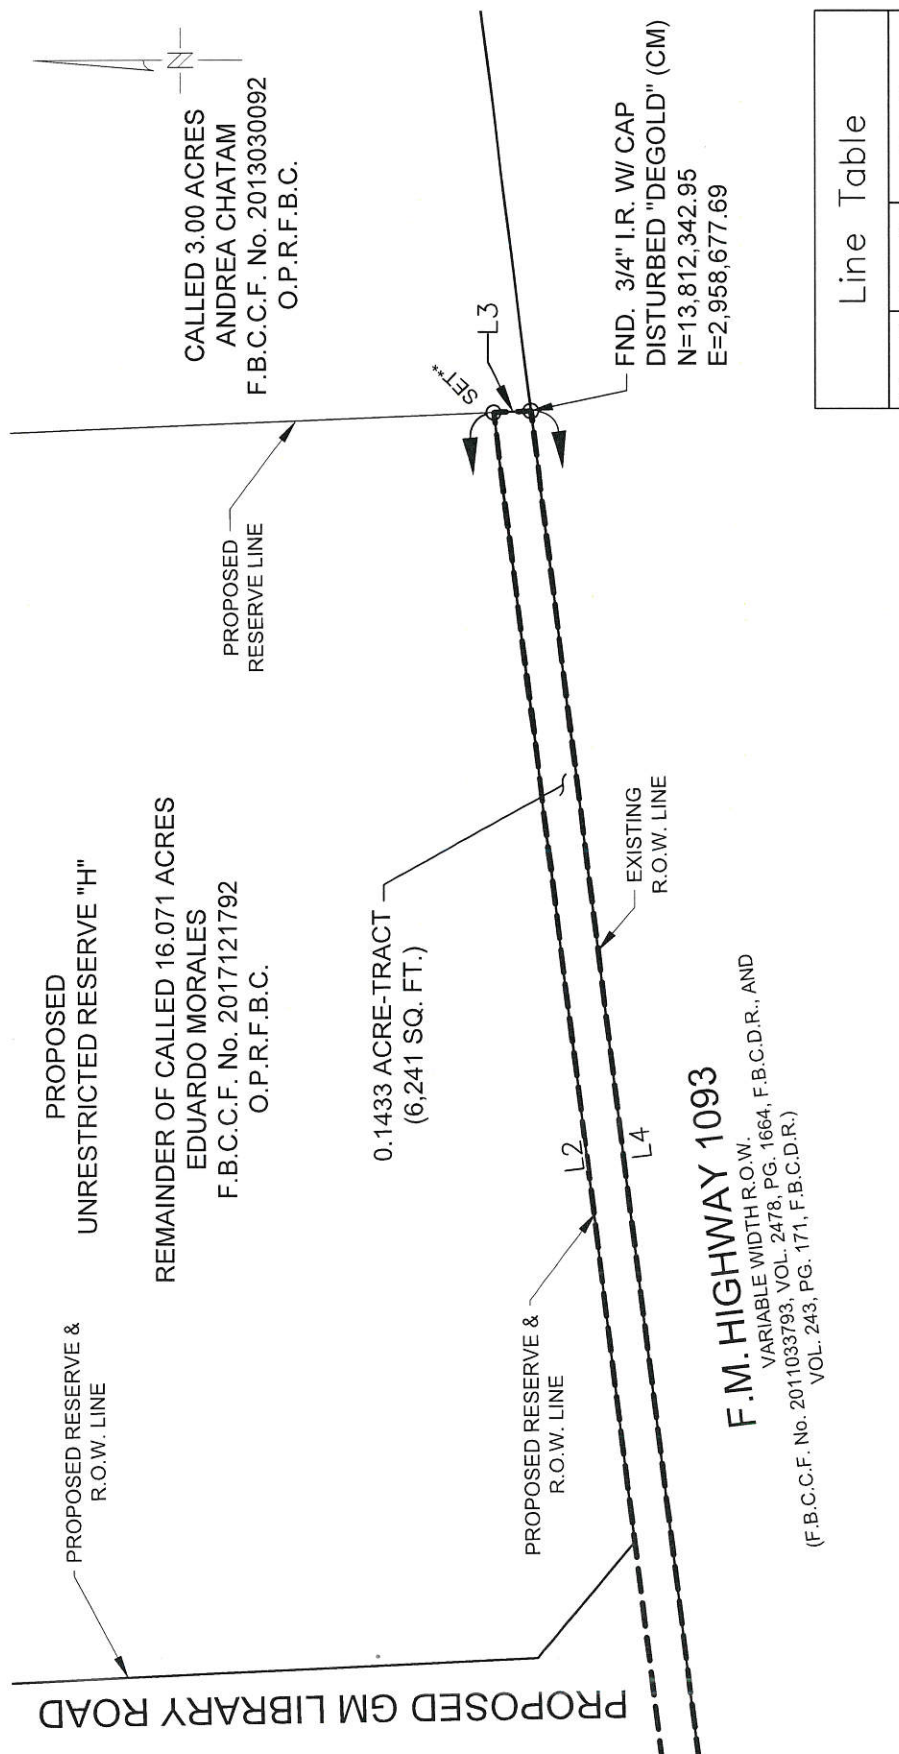 PROPOSED GM LIBRARY ROAD
PROPOSED RESERVE &
R.O.W. LINE
PROPOSED
UNRESTRICTED RESERVE "H"
REMAINDER OF CALLED 16.071 ACRES
EDUARDO MORALES
F.B.C.C.F. No. 2017121792
O.P.R.F.B.C.
0.1433 ACRE-TRACT
(6,241 SQ. FT.)
PROPOSED
RESERVE LINE
N
CALLED 3.00 ACRES
ANDREA CHATAM
F.B.C.C.F. No. 2013030092
O.P.R.F.B.C.
SET**
L3
FND. 3/4" I.R. W/ CAP
DISTURBED "DEGOLD" (CM)
N=13,812,342.95
E=2,958,677.69
PROPOSED RESERVE &
R.O.W. LINE
L2
L4
EXISTING
R.O.W. LINE
F.M. HIGHWAY 1093
VARIABLE WIDTH R.O.W.
(F.B.C.C.F. No. 2011033793, VOL. 2478, PG. 1664, F.B.C.D.R., AND
VOL. 243, PG. 171, F.B.C.D.R.)
Line Table